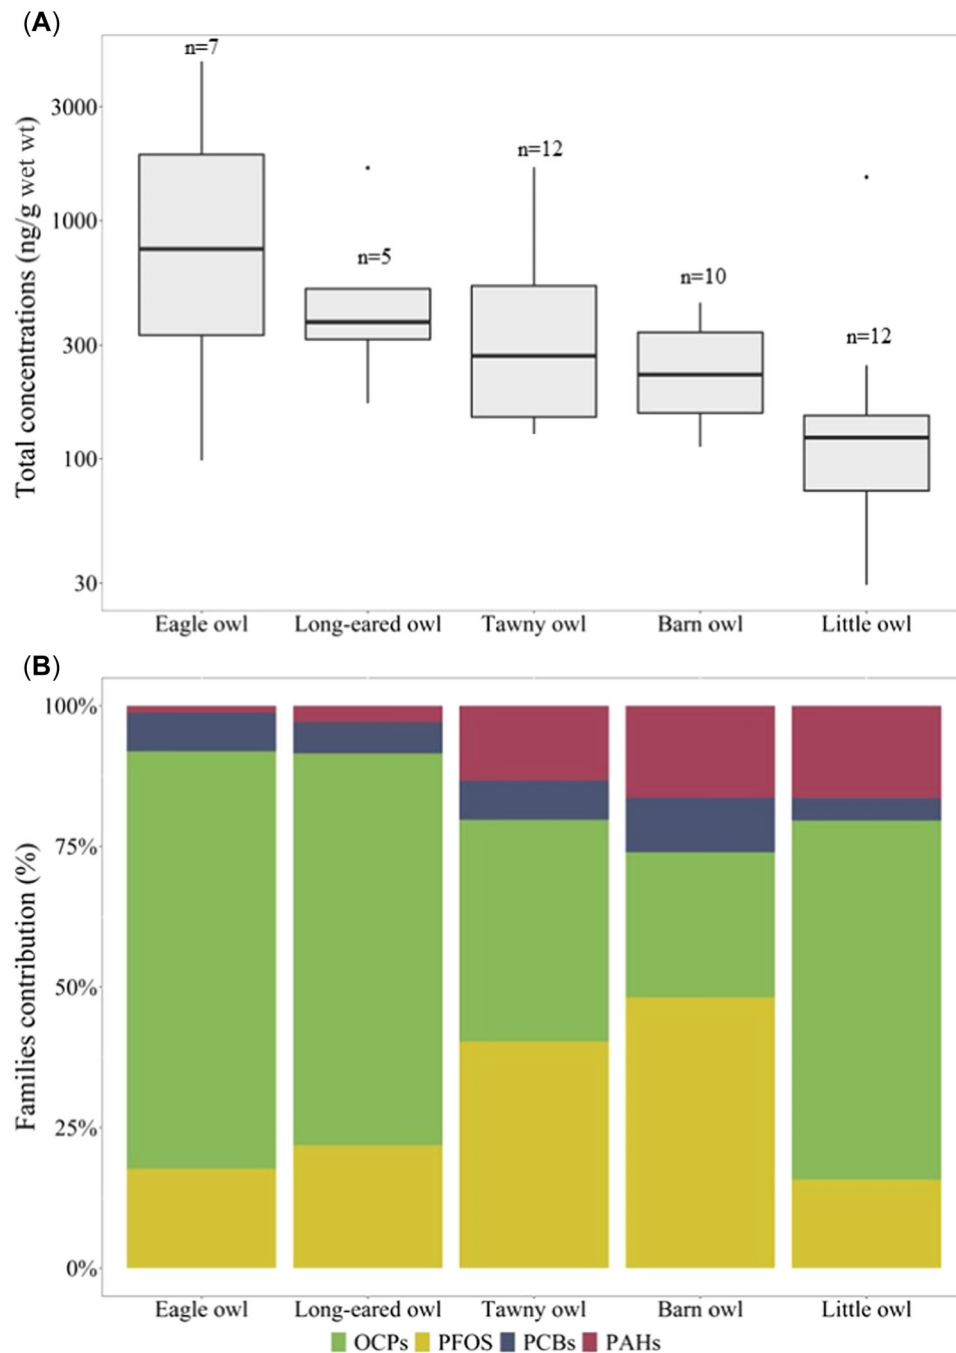 (A)
Total concentrations (ng/g wet wt)
3000
1000
300
100
30
n=7
n=5
n=12
n=10
n=12
Eagle owl Long-eared owl Tawny owl Barn owl Little owl
(B)
Families contribution (%)
100%
75%
50%
25%
0%
Eagle owl Long-eared owl Tawny owl Barn owl Little owl
OCPs PFOS PCBs PAHs